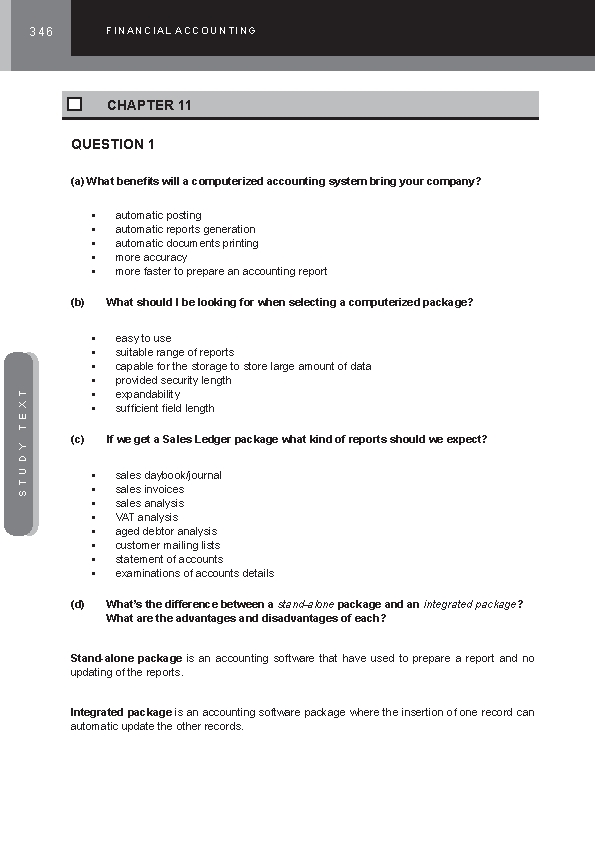 346
FINANCIAL ACCOUNTING
CHAPTER 11
QUESTION 1
(a) What benefits will a computerized accounting system bring your company?
• automatic posting
• automatic reports generation
• automatic documents printing
• more accuracy
• more faster to prepare an accounting report
(b) What should I be looking for when selecting a computerized package?
• easy to use
• suitable range of reports
• capable for the storage to store large amount of data
• provided security length
• expandability
• sufficient field length
(c) If we get a Sales Ledger package what kind of reports should we expect?
• sales daybook/journal
• sales invoices
• sales analysis
• VAT analysis
• aged debtor analysis
• customer mailing lists
• statement of accounts
• examinations of accounts details
(d) What's the difference between a stand-alone package and an integrated package?
What are the advantages and disadvantages of each?
Stand-alone package is an accounting software that have used to prepare a report and no
updating of the reports.
Integrated package is an accounting software package where the insertion of one record can
automatic update the other records.
STUDY TEXT